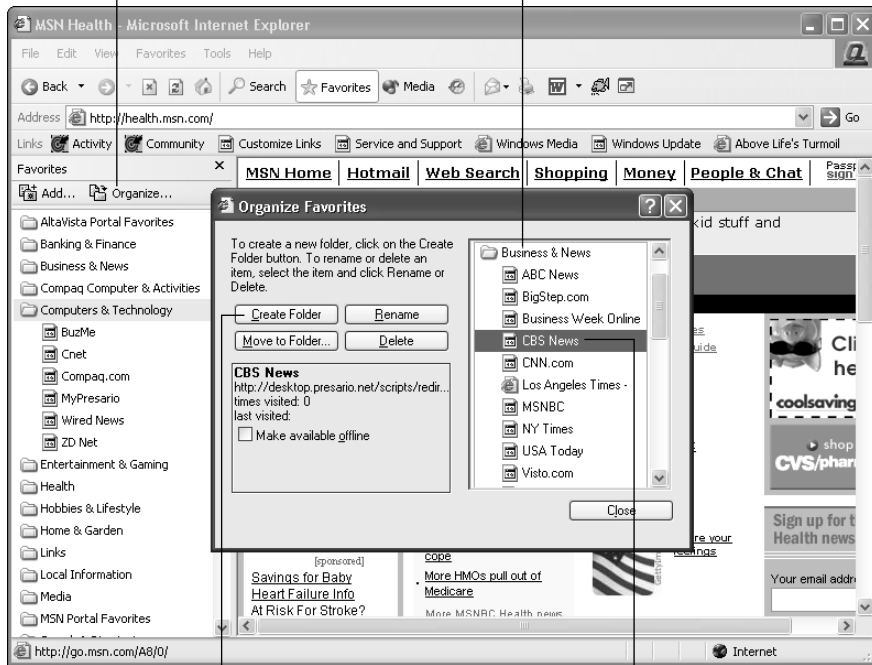 MSN Health - Microsoft Internet Explorer
File Edit View Favorites Tools Help
Back Search Favorites Media
Address http://health.msn.com/ Go
Links Activity Community Customize Links Service and Support Windows Media Windows Update Above Life's Turmoil
Favorites
Add... Organize...
AltaVista Portal Favorites
Banking & Finance
Business & News
Compaq Computer & Activities
Computers & Technology
BuzMe
Cnet
Compaq.com
MyPresario
Wired News
ZD Net
Entertainment & Gaming
Health
Hobbies & Lifestyle
Home & Garden
Links
Local Information
Media
MSN Portal Favorites
MSN Home Hotmail Web Search Shopping Money People & Chat
kid stuff and
Organize Favorites
To create a new folder, click on the Create
Folder button. To rename or delete an
item, select the item and click Rename or
Delete.
Create Folder Rename
Move to Folder... Delete
CBS News
http://desktop.presario.net/scripts/redir...
times visited: 0
last visited:
Make available offline
Business & News
ABC News
BigStep.com
Business Week Online
CBS News
CNN.com
Los Angeles Times -
MSNBC
NY Times
USA Today
Visto.com
Close
Cli
he
coolsaving
shop
CVS/phar
Sign up for t
Health news
Your email addre
[sponsored]
Savings for Baby
Heart Failure Info
At Risk For Stroke?
cope
More HMOs pull out of
Medicare
More MSNBC Health news
re your
feelings
Gettyim
http://go.msn.com/A8/0/ Internet